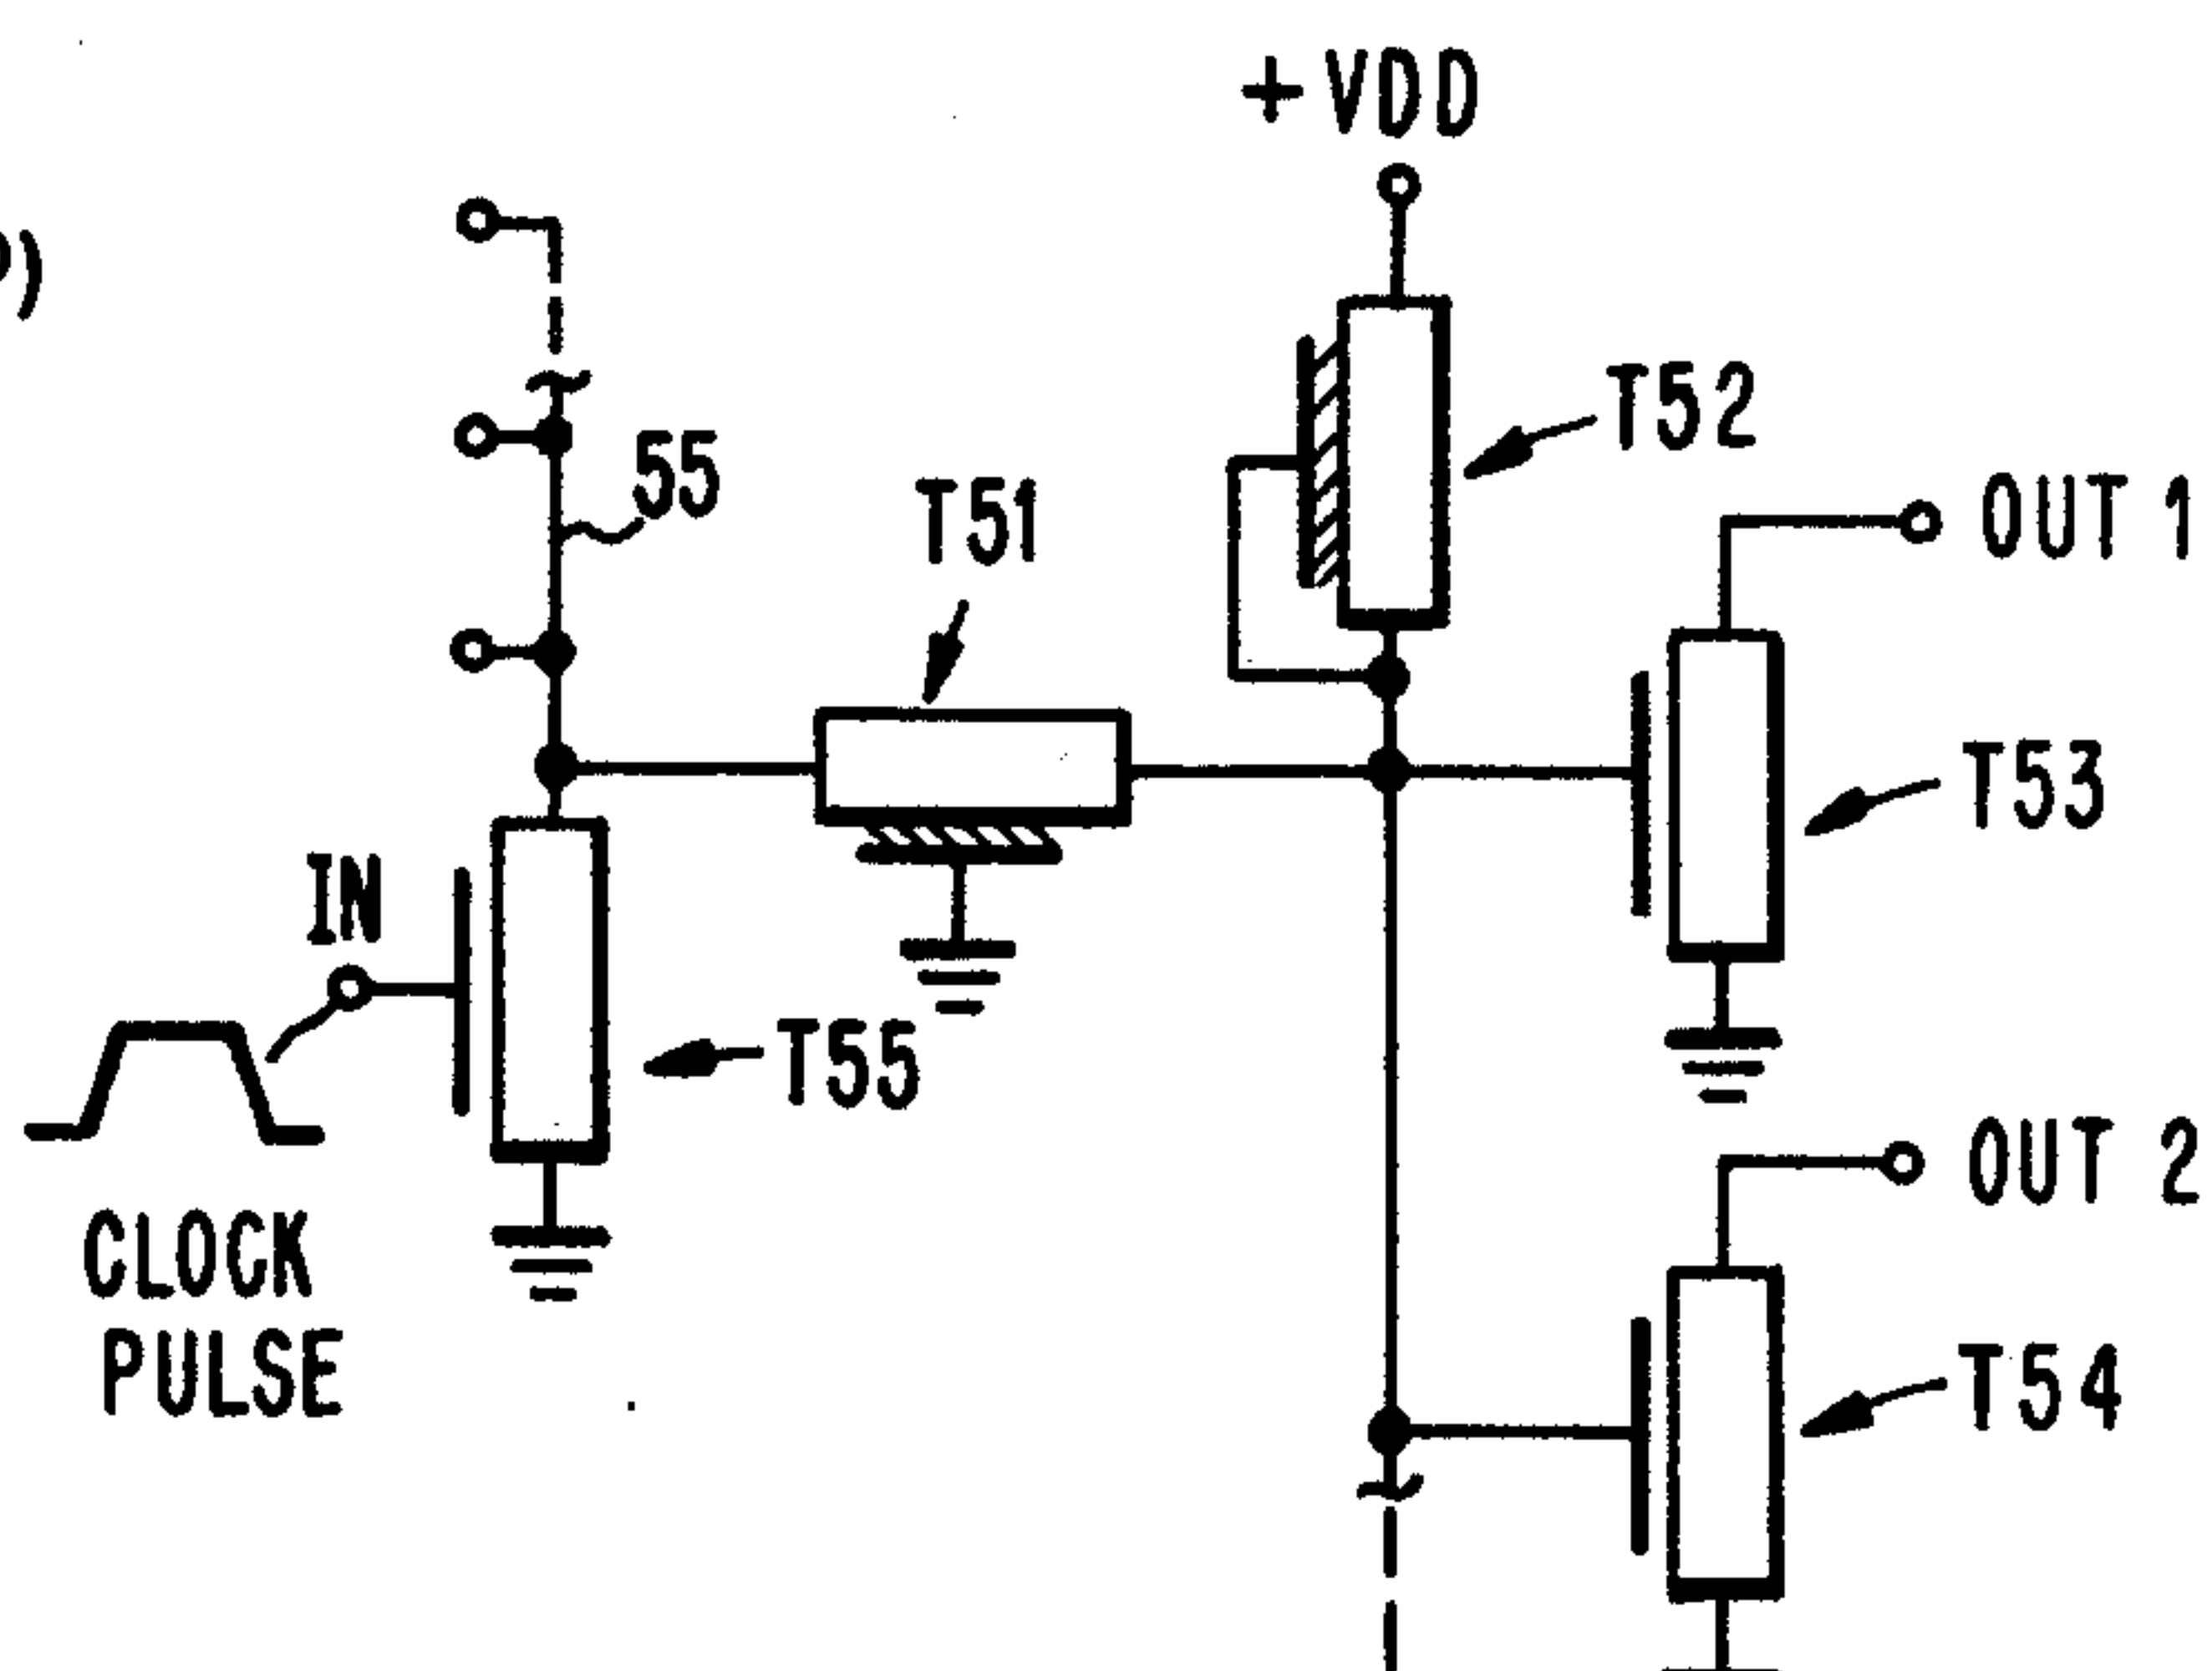 +VDD
)
55
T51
T52
OUT 1
T53
IN
T55
CLOCK
PULSE
OUT 2
T54